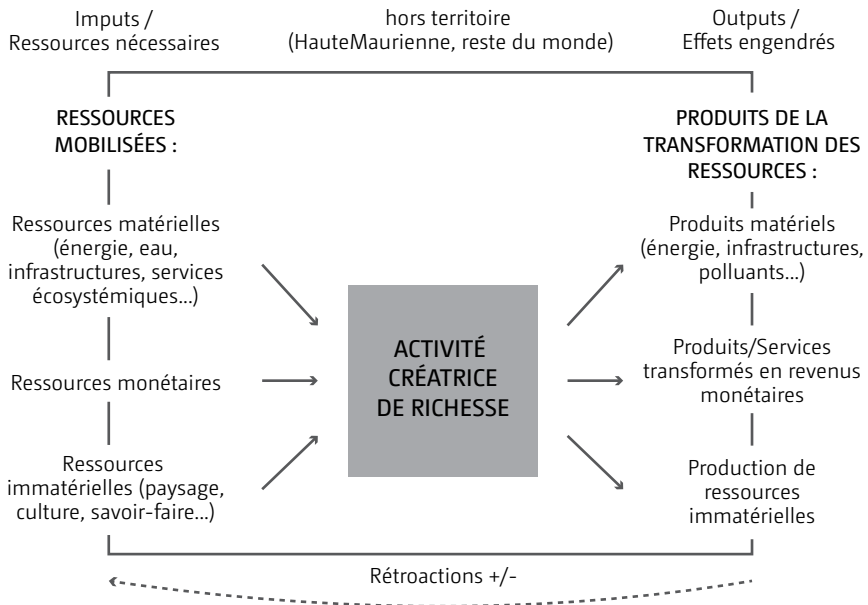 Imputs /
Ressources nécessaires
hors territoire
(HauteMaurienne, reste du monde)
Outputs /
Effets engendrés
RESSOURCES
MOBILISÉES :
Ressources matérielles
(énergie, eau,
infrastructures, services
écosystémiques...)
Ressources monétaires
Ressources
immatérielles (paysage,
culture, savoir-faire...)
ACTIVITÉ
CRÉATRICE
DE RICHESSE
PRODUITS DE LA
TRANSFORMATION DES
RESSOURCES :
Produits matériels
(énergie, infrastructures,
polluants...)
Produits/Services
transformés en revenus
monétaires
Production de
ressources
immatérielles
Rétroactions +/-